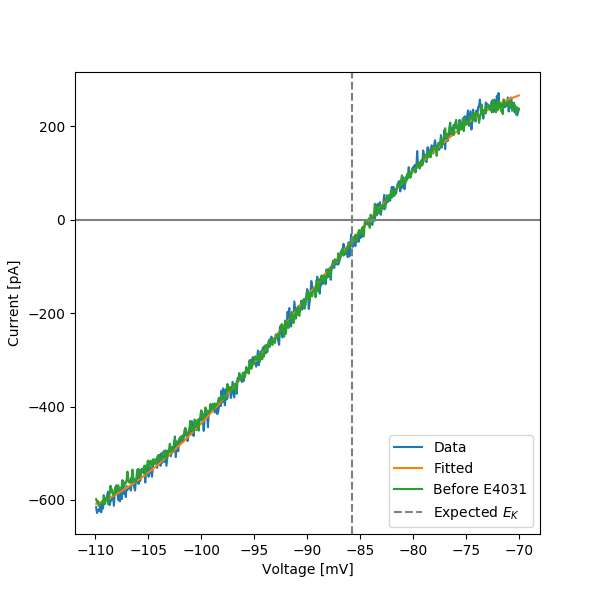 200
0
−200
−400
−600
Current [pA]
−110 −105 −100 −95 −90 −85 −80 −75 −70
Voltage [mV]
Data
Fitted
Before E4031
Expected E_K